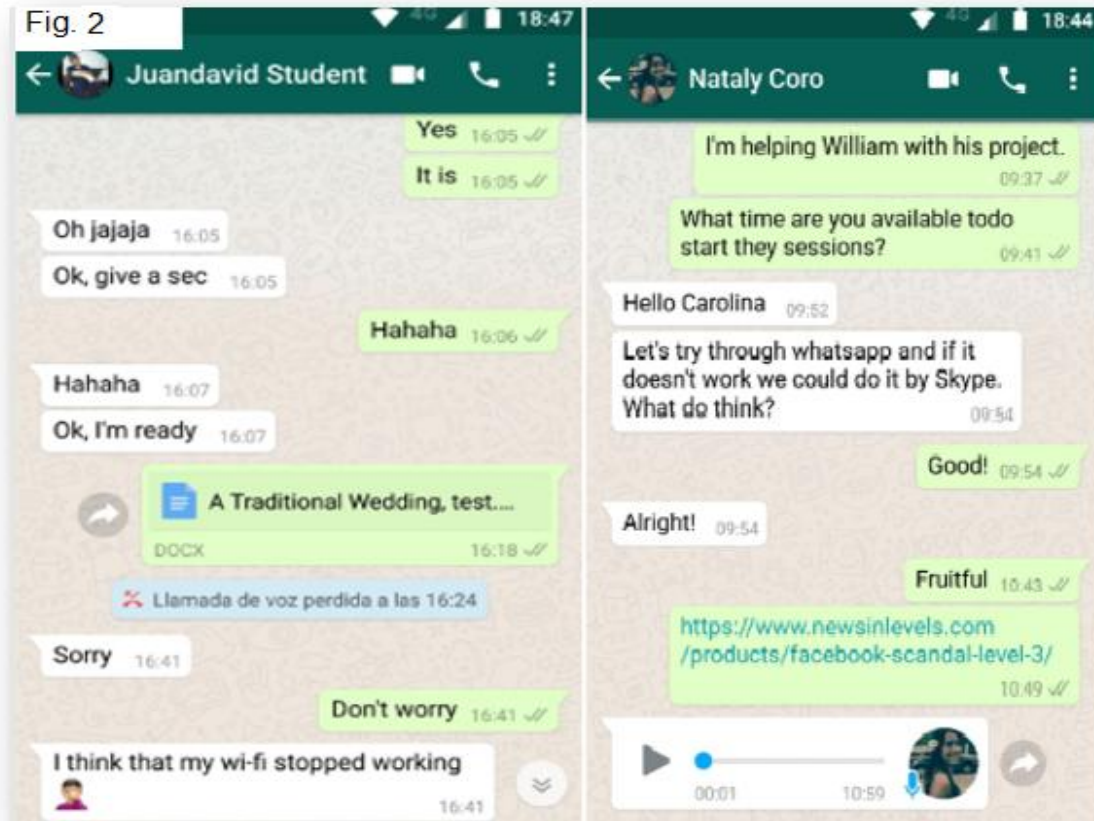 Fig. 2
4G 18:47
Juandavid Student
Yes 16:05
It is 16:05
Oh jajaja 16:05
Ok, give a sec 16:05
Hahaha 16:06
Hahaha 16:07
Ok, I'm ready 16:07
A Traditional Wedding, test....
DOCX 16:18
Llamada de voz perdida a las 16:24
Sorry 16:41
Don't worry 16:41
I think that my wi-fi stopped working
16:41
4G 18:44
Nataly Coro
I'm helping William with his project.
09:37
What time are you available todo
start they sessions? 09:41
Hello Carolina 09:52
Let's try through whatsapp and if it
doesn't work we could do it by Skype.
What do think? 09:54
Good! 09:54
Alright! 09:54
Fruitful 10:43
https://www.newsinlevels.com
/products/facebook-scandal-level-3/
10:49
00:01 10:59